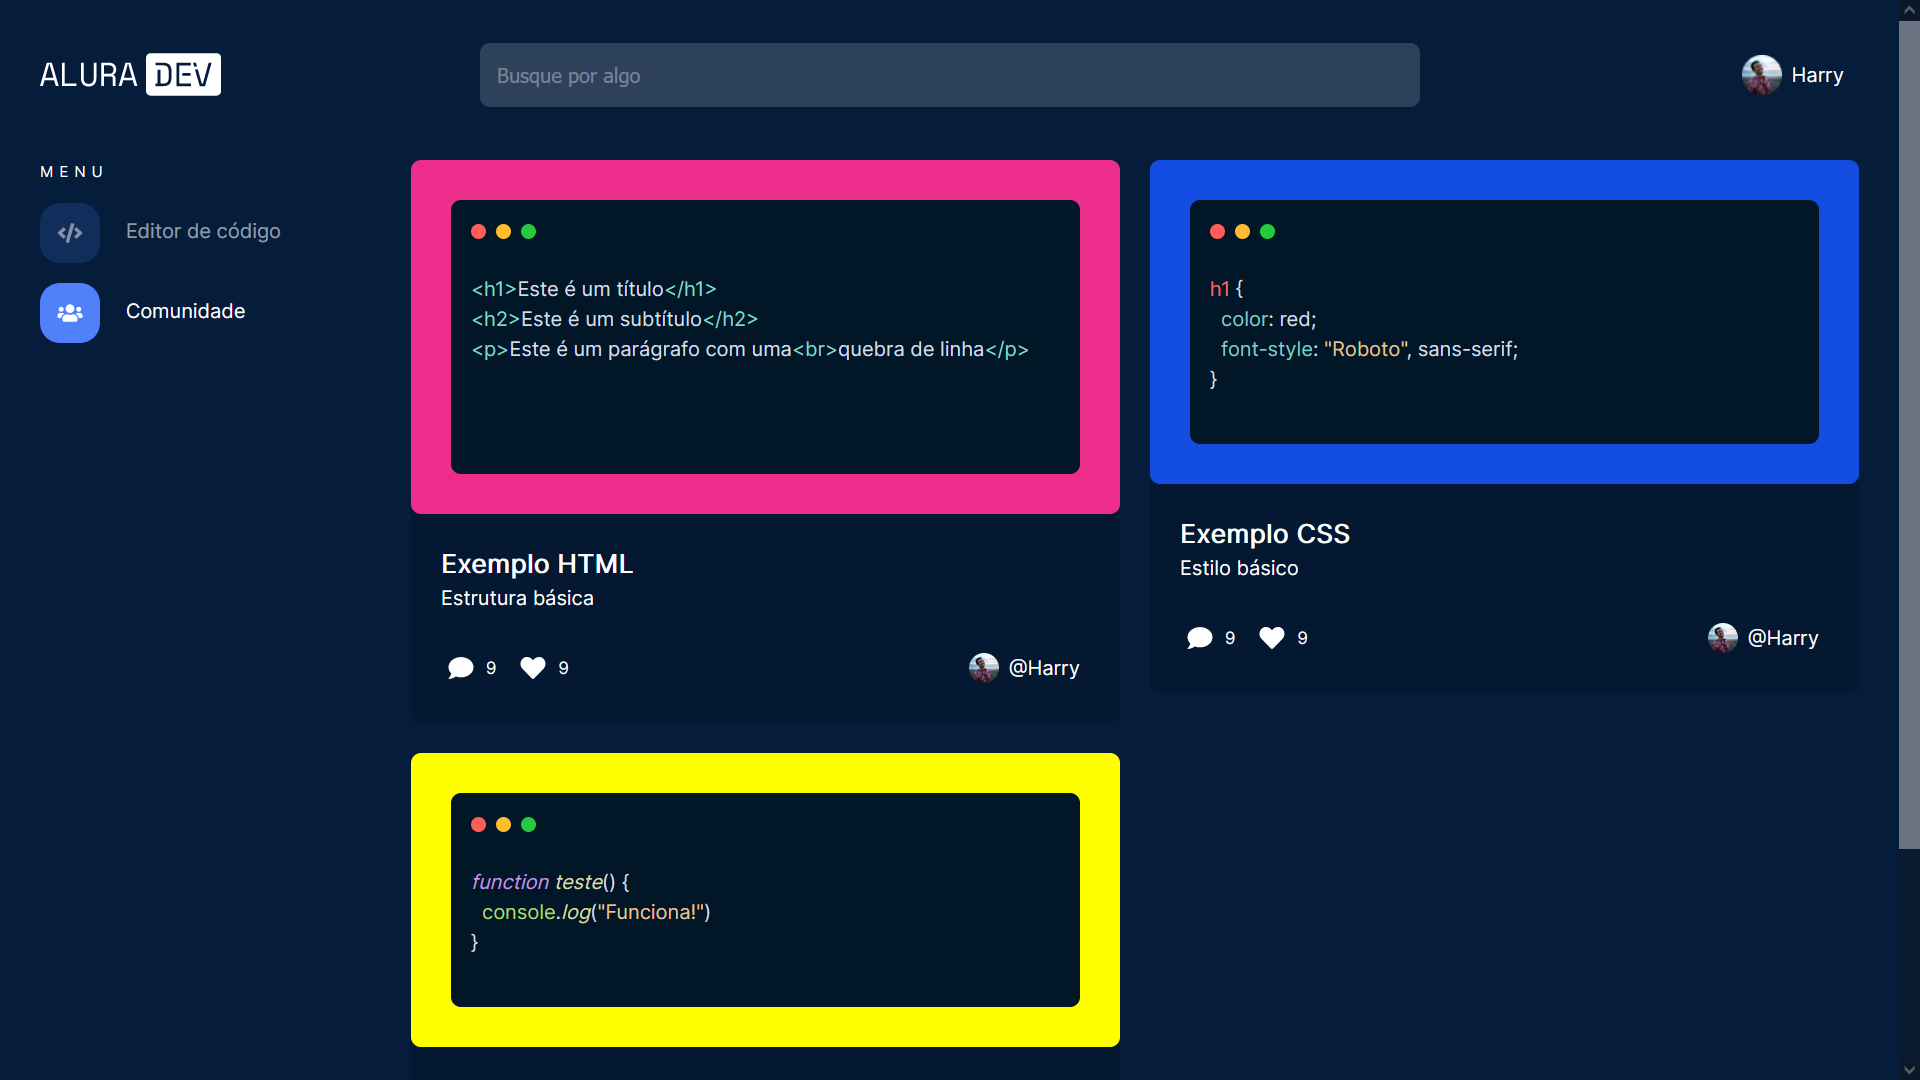 ALURA DEV
Busque por algo
Harry
MENU
Editor de código
Comunidade
<h1>Este é um título</h1>
<h2>Este é um subtítulo</h2>
<p>Este é um parágrafo com uma<br>quebra de linha</p>
Exemplo HTML
Estrutura básica
9 9 @Harry
h1 {
  color: red;
  font-style: "Roboto", sans-serif;
}
Exemplo CSS
Estilo básico
9 9 @Harry
function teste() {
  console.log("Funciona!")
}